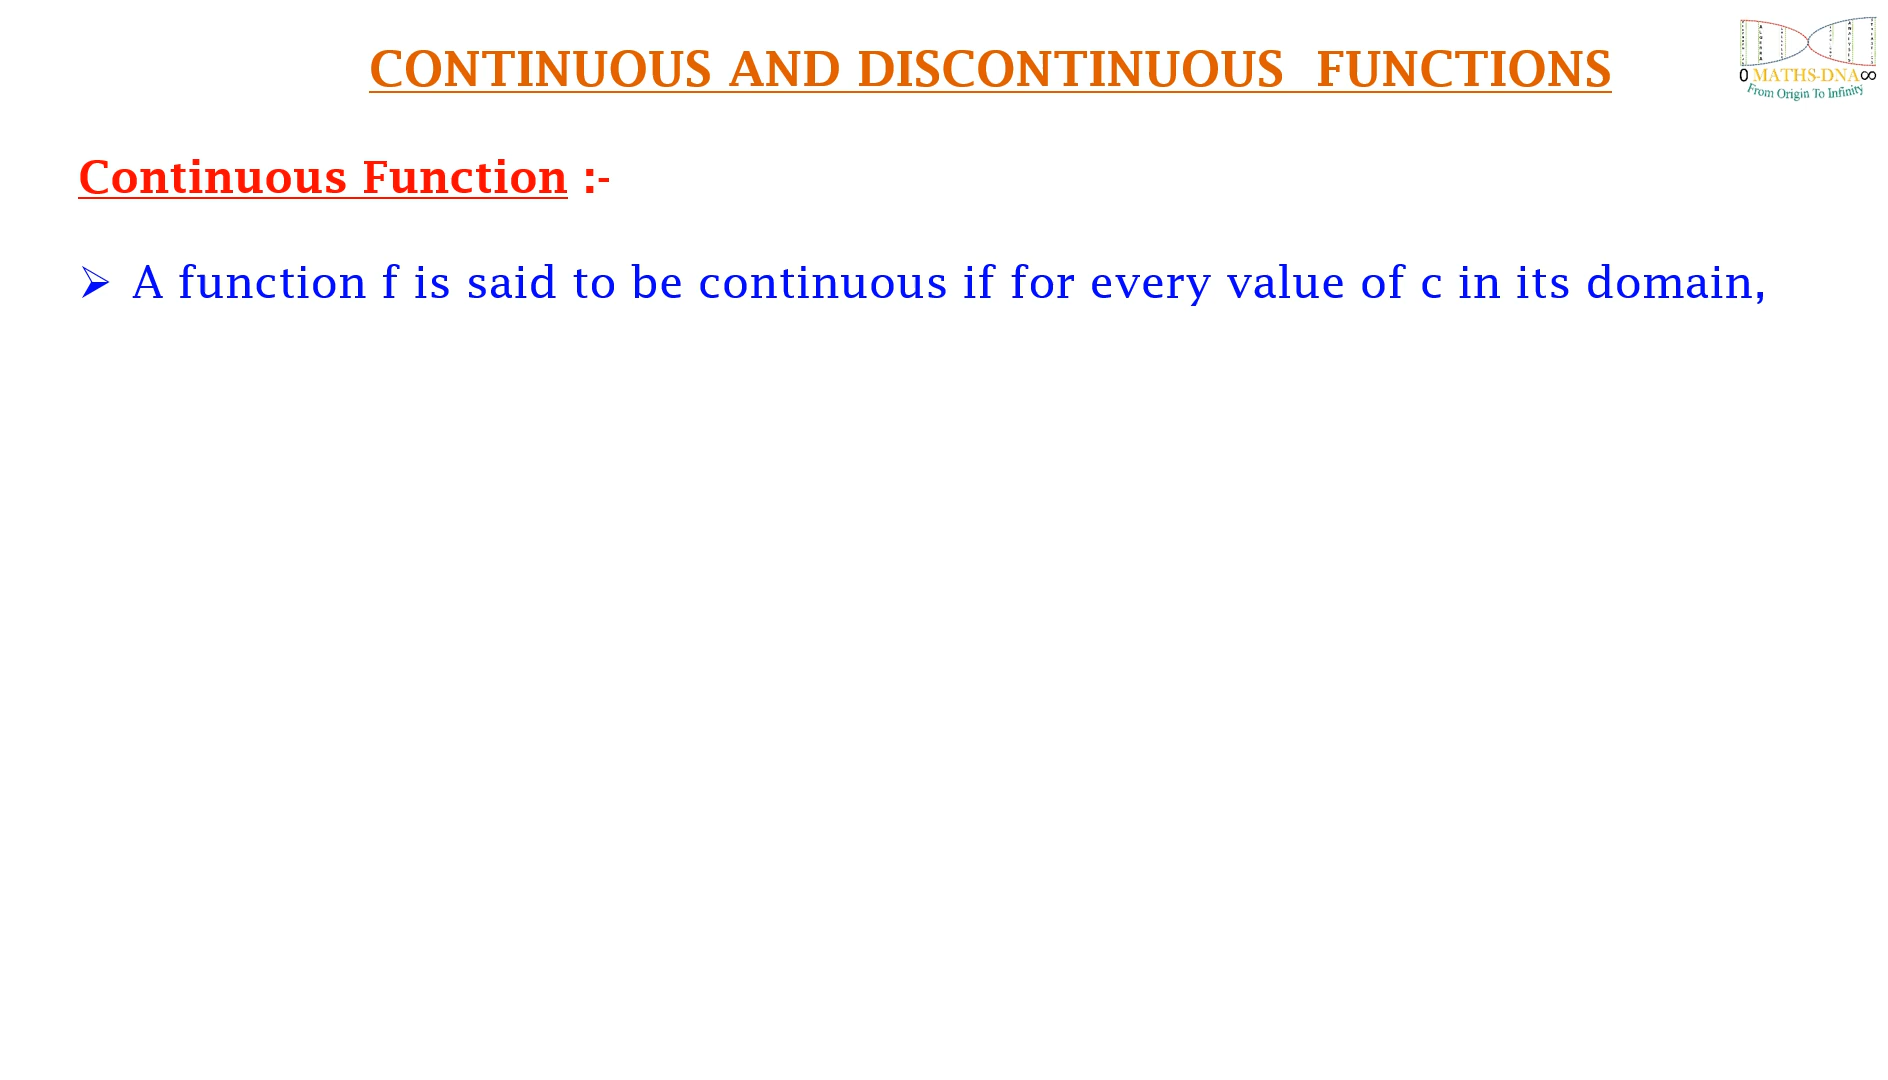 CONTINUOUS AND DISCONTINUOUS FUNCTIONS
0 MATHS-DNA∞
From Origin To Infinity
Continuous Function :-
➢ A function f is said to be continuous if for every value of c in its domain,